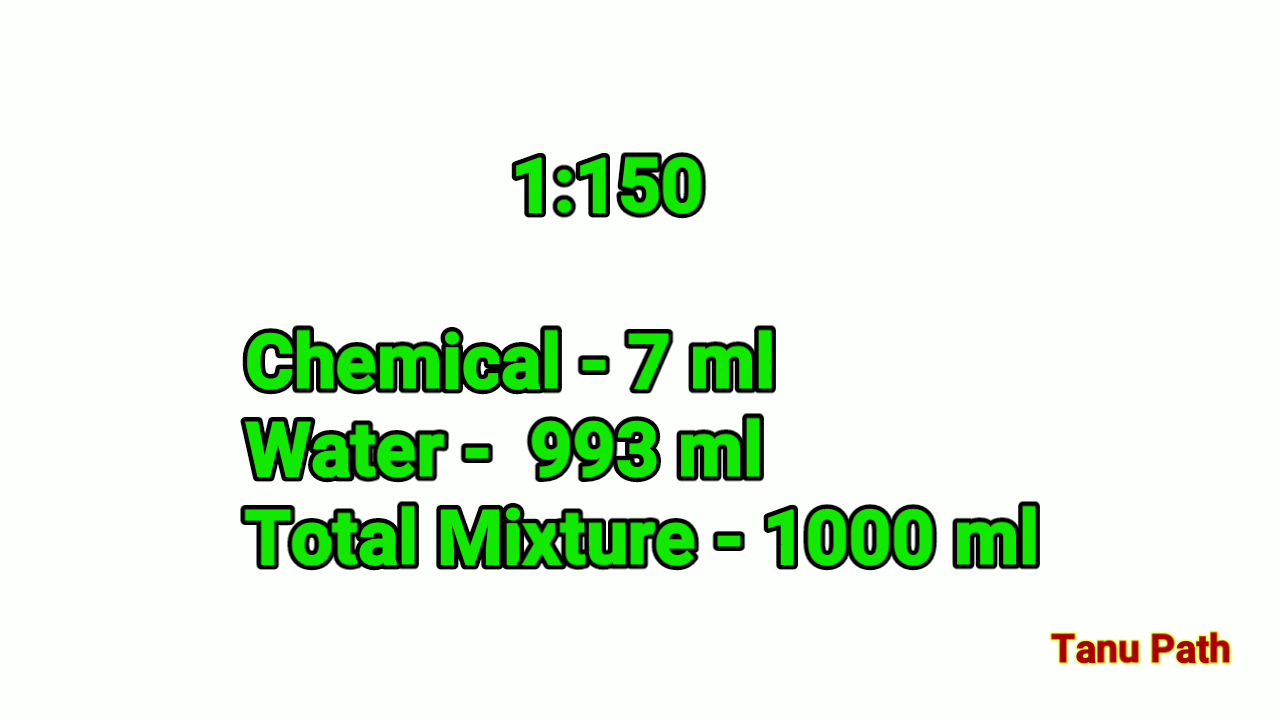 1:150
Chemical - 7 ml
Water - 993 ml
Total Mixture - 1000 ml
Tanu Path